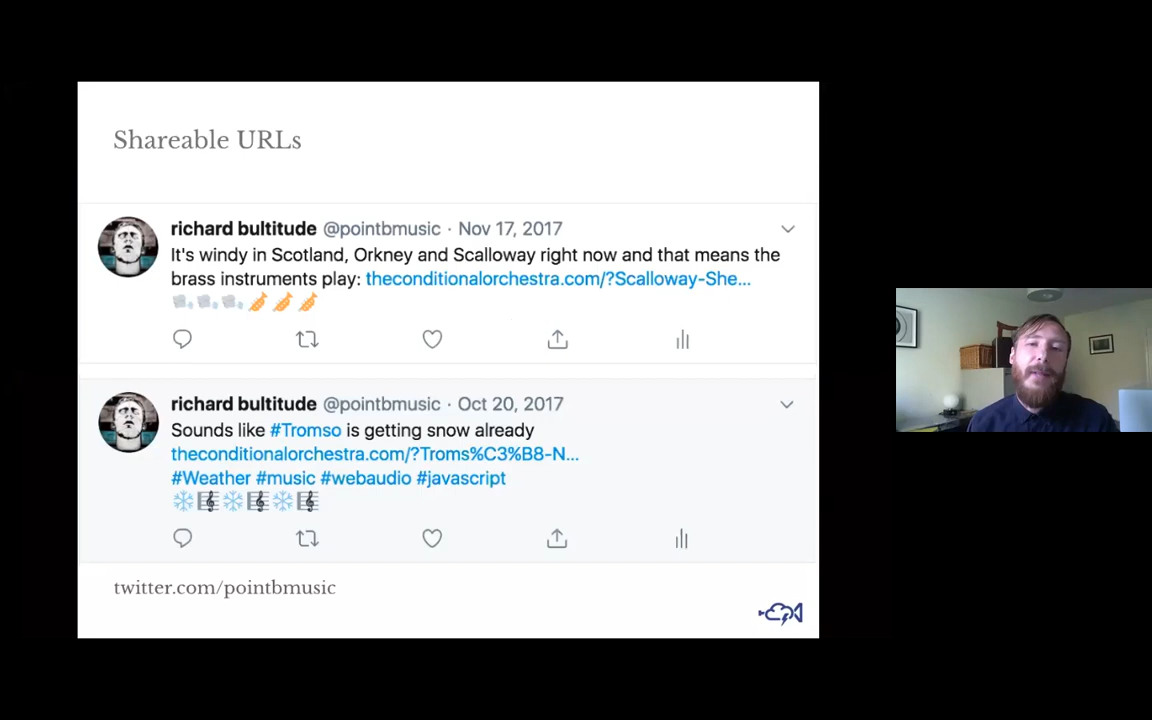 Shareable URLs
richard bultitude @pointbmusic · Nov 17, 2017
It's windy in Scotland, Orkney and Scalloway right now and that means the
brass instruments play: theconditionalorchestra.com/?Scalloway-She...
richard bultitude @pointbmusic · Oct 20, 2017
Sounds like #Tromso is getting snow already
theconditionalorchestra.com/?Troms%C3%B8-N...
#Weather #music #webaudio #javascript
twitter.com/pointbmusic